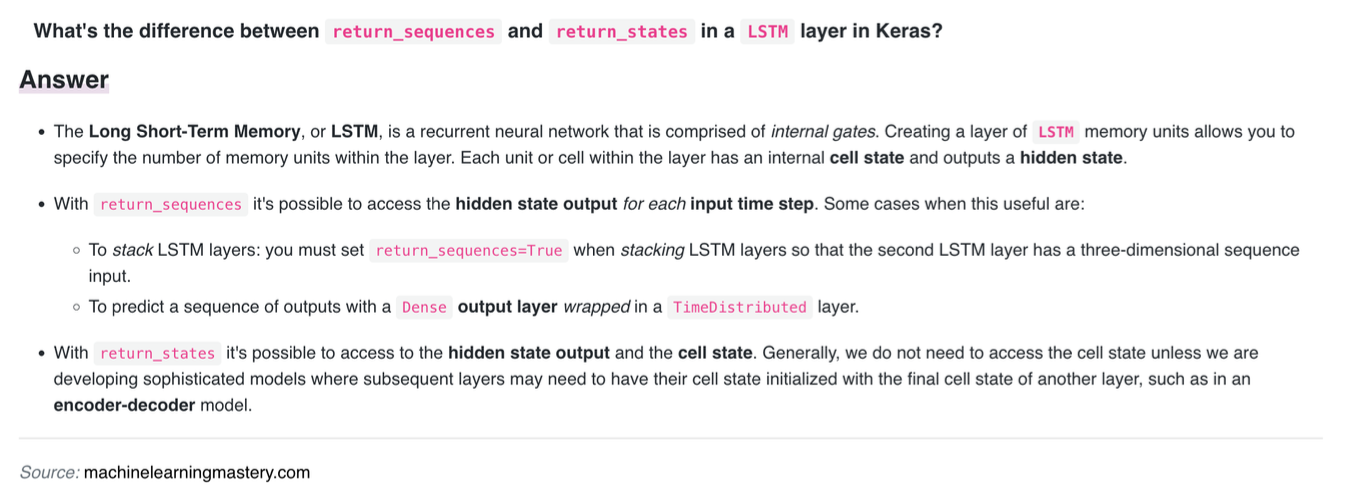 What's the difference between return_sequences and return_states in a LSTM layer in Keras?
Answer
• The Long Short-Term Memory, or LSTM, is a recurrent neural network that is comprised of internal gates. Creating a layer of LSTM memory units allows you to
specify the number of memory units within the layer. Each unit or cell within the layer has an internal cell state and outputs a hidden state.
• With return_sequences it's possible to access the hidden state output for each input time step. Some cases when this useful are:
◦ To stack LSTM layers: you must set return_sequences=True when stacking LSTM layers so that the second LSTM layer has a three-dimensional sequence
input.
◦ To predict a sequence of outputs with a Dense output layer wrapped in a TimeDistributed layer.
• With return_states it's possible to access to the hidden state output and the cell state. Generally, we do not need to access the cell state unless we are
developing sophisticated models where subsequent layers may need to have their cell state initialized with the final cell state of another layer, such as in an
encoder-decoder model.
Source: machinelearningmastery.com